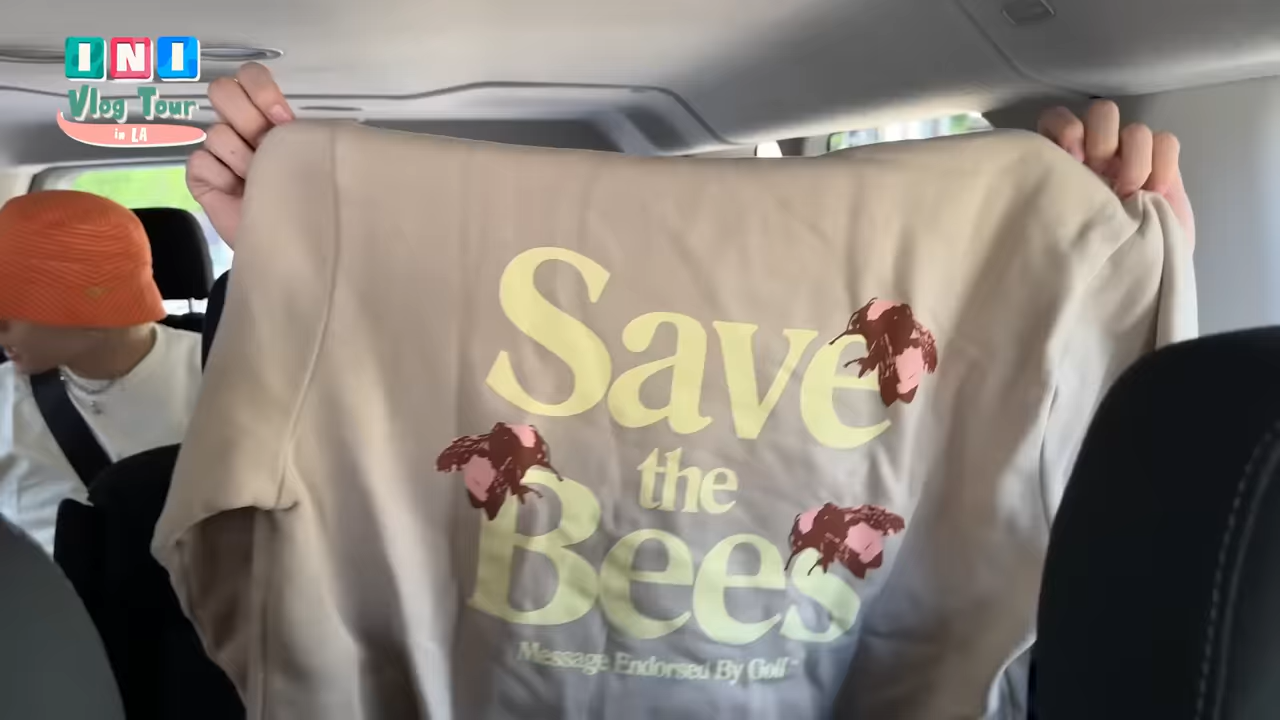 INI
Vlog Tour
in LA
Save
the
Bees
Message Endorsed By Golf